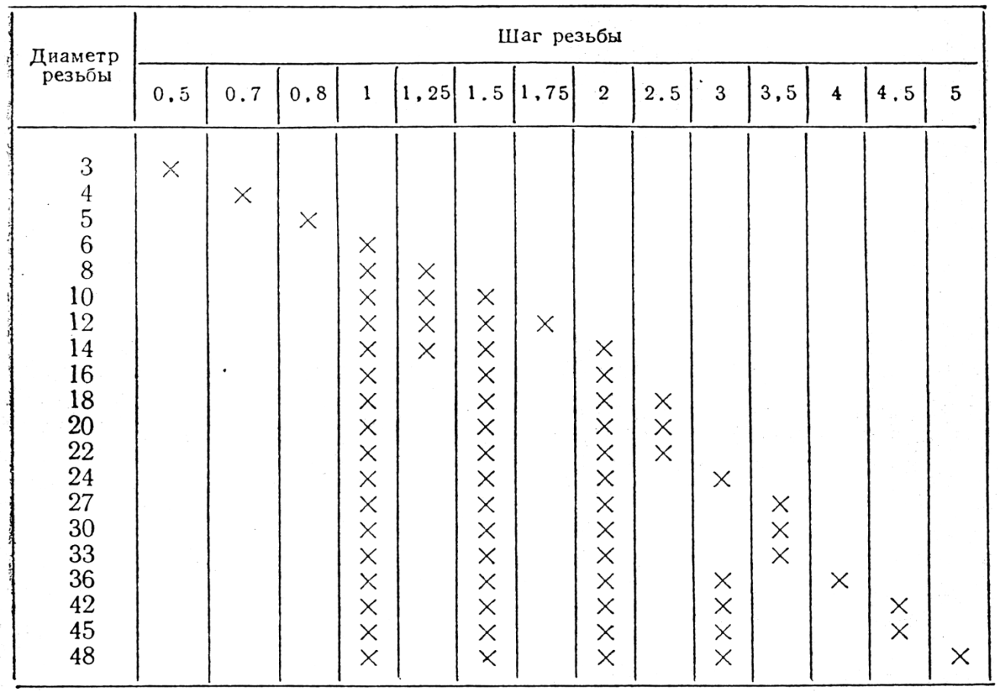 Шаг резьбы
Диаметр
резьбы
0,5 0.7 0,8 1 1,25 1.5 1,75 2 2.5 3 3,5 4 4,5 5
3 ×
4 ×
5 ×
6 ×
8 × ×
10 × × ×
12 × × × ×
14 × × × ×
16 × × ×
18 × × × ×
20 × × × ×
22 × × × ×
24 × × × ×
27 × × × ×
30 × × × ×
33 × × × ×
36 × × × × ×
42 × × × × ×
45 × × × × ×
48 × × × × ×